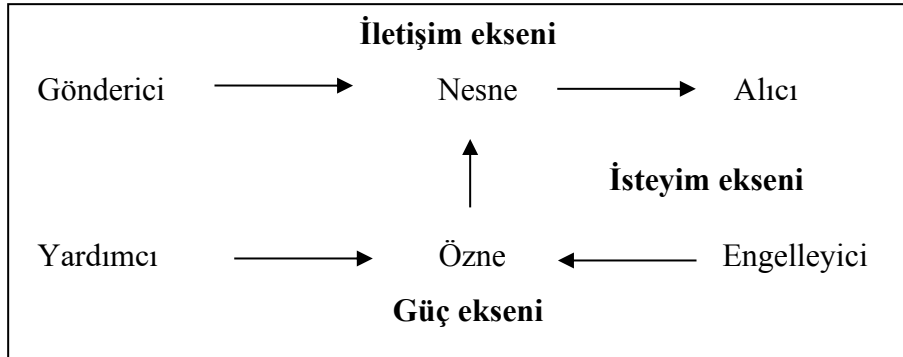 İletişim ekseni
Gönderici Nesne Alıcı
İsteyim ekseni
Yardımcı Özne Engelleyici
Güç ekseni